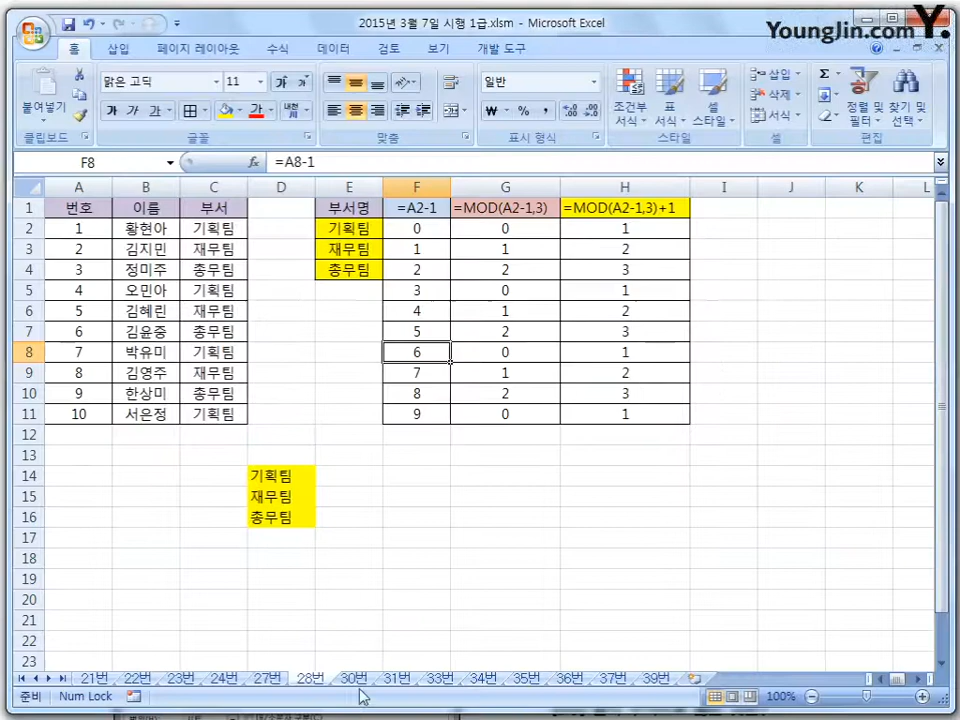 2015년 3월 7일 시행 1급.xlsm - Microsoft Excel
YoungJin.com Y.
홈 삽입 페이지 레이아웃 수식 데이터 검토 보기 개발 도구
붙여넣기
맑은 고딕 11
가 가 가
일반
조건부 서식
표 서식
셀 스타일
삽입
삭제
서식
정렬 및 필터
찾기 및 선택
클립보드 글꼴 맞춤 표시 형식 스타일 셀 편집
F8 fx =A8-1
A B C D E F G H I J K L
1 번호 이름 부서 부서명 =A2-1 =MOD(A2-1,3) =MOD(A2-1,3)+1
2 1 황현아 기획팀 기획팀 0 0 1
3 2 김지민 재무팀 재무팀 1 1 2
4 3 정미주 총무팀 총무팀 2 2 3
5 4 오민아 기획팀 3 0 1
6 5 김혜린 재무팀 4 1 2
7 6 김윤중 총무팀 5 2 3
8 7 박유미 기획팀 6 0 1
9 8 김영주 재무팀 7 1 2
10 9 한상미 총무팀 8 2 3
11 10 서은정 기획팀 9 0 1
12
13
14 기획팀
15 재무팀
16 총무팀
17
18
19
20
21
22
23
21번 22번 24번 27번 28번 30번 31번 33번 34번 35번 36번 37번 39번
준비 Num Lock 100%